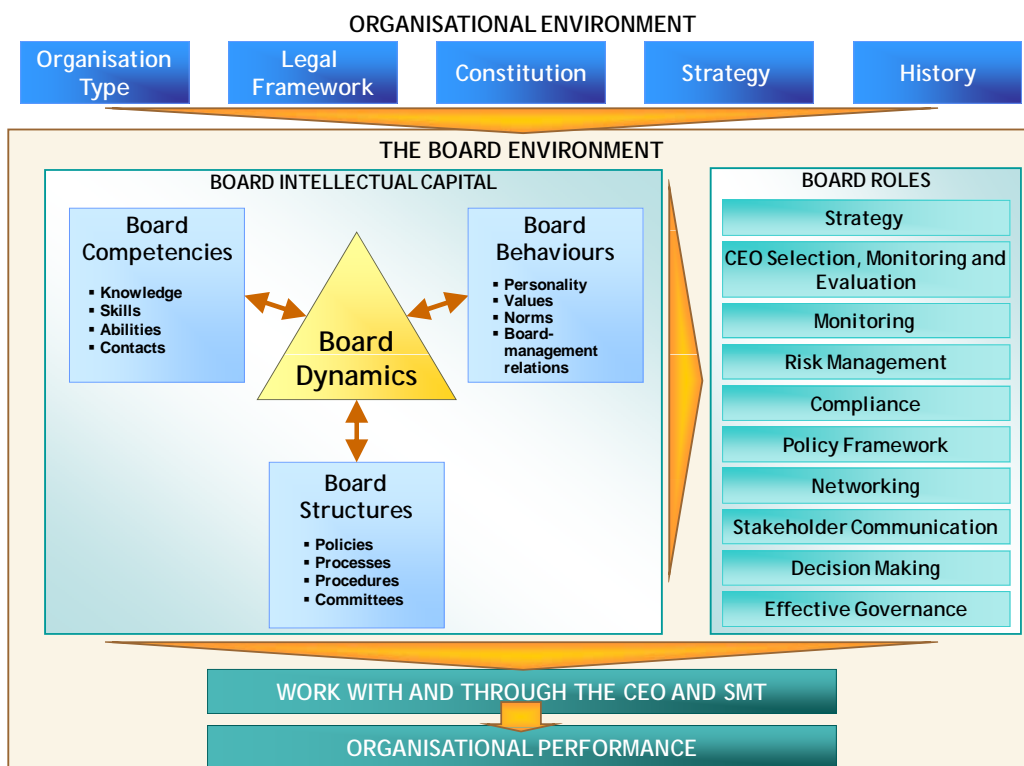 ORGANISATIONAL ENVIRONMENT
Organisation
Type
Legal
Framework
Constitution
Strategy
History
THE BOARD ENVIRONMENT
BOARD INTELLECTUAL CAPITAL
Board
Competencies
▪ Knowledge
▪ Skills
▪ Abilities
▪ Contacts
Board
Behaviours
▪ Personality
▪ Values
▪ Norms
▪ Board-
management
relations
Board
Dynamics
Board
Structures
▪ Policies
▪ Processes
▪ Procedures
▪ Committees
BOARD ROLES
Strategy
CEO Selection, Monitoring and
Evaluation
Monitoring
Risk Management
Compliance
Policy Framework
Networking
Stakeholder Communication
Decision Making
Effective Governance
WORK WITH AND THROUGH THE CEO AND SMT
ORGANISATIONAL PERFORMANCE